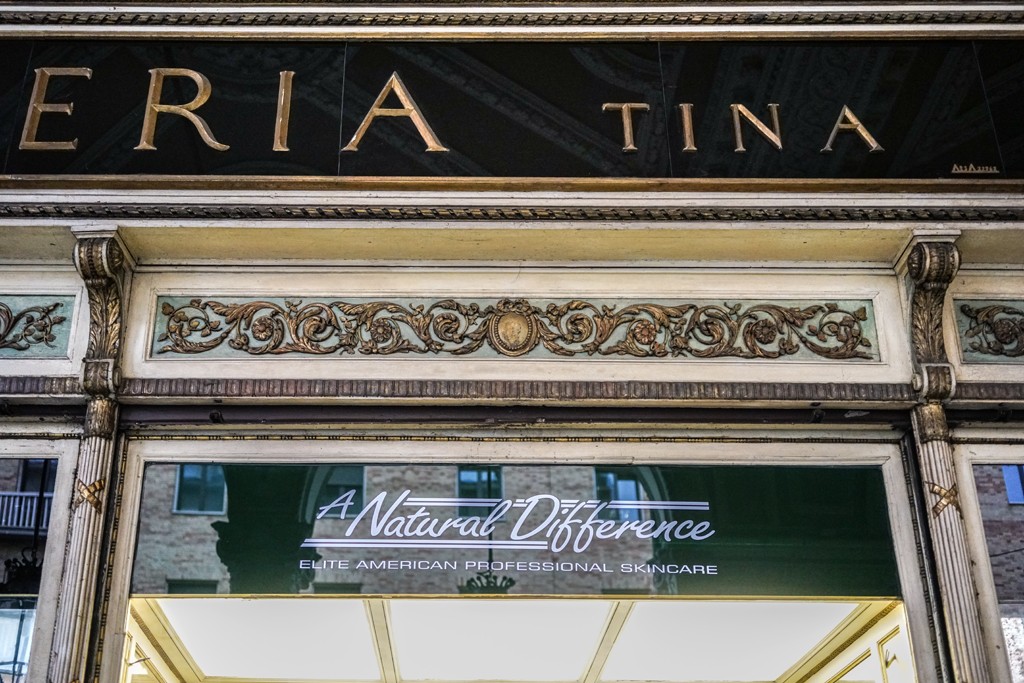 ERIA TINA
A Natural Difference
ELITE AMERICAN PROFESSIONAL SKINCARE